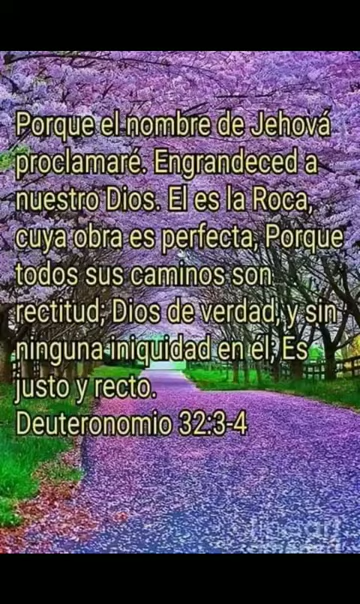 Porque el nombre de Jehová
proclamaré. Engrandeced a
nuestro Dios. El es la Roca,
cuya obra es perfecta, Porque
todos sus caminos son
rectitud; Dios de verdad, y sin
ninguna iniquidad en él; Es
justo y recto.
Deuteronomio 32:3-4